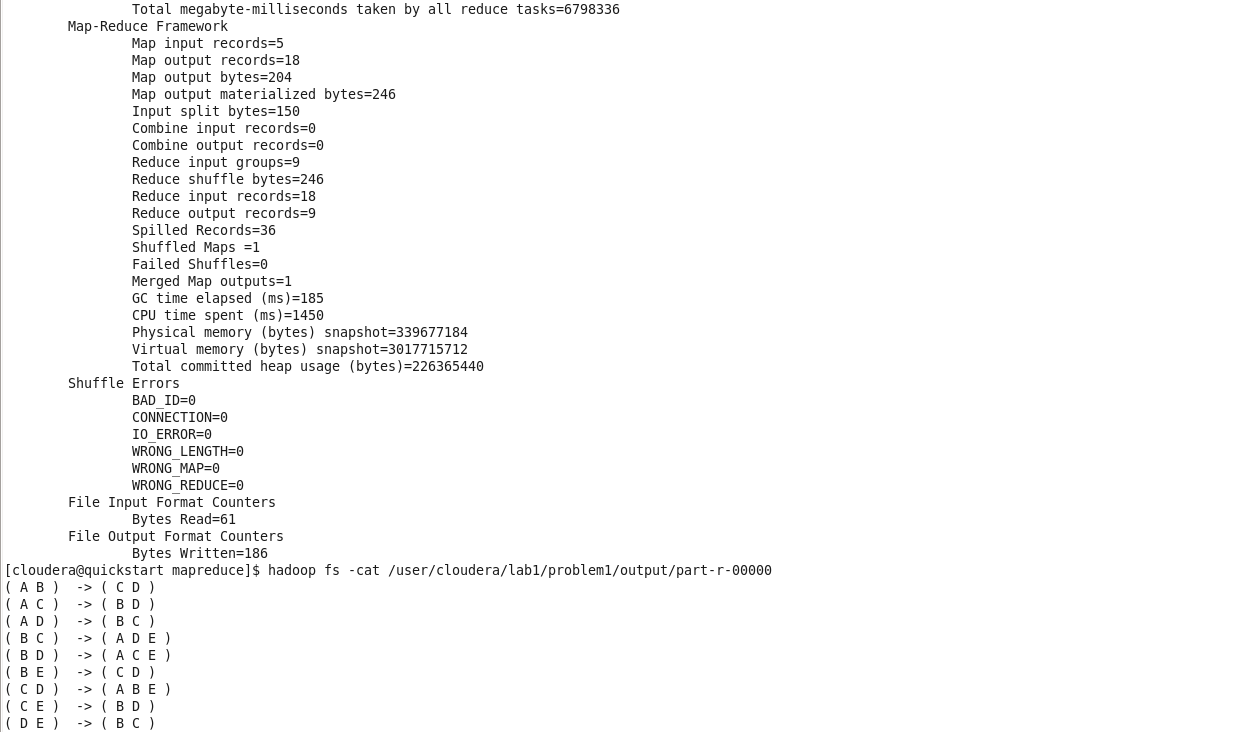 Total megabyte-milliseconds taken by all reduce tasks=6798336
Map-Reduce Framework
Map input records=5
Map output records=18
Map output bytes=204
Map output materialized bytes=246
Input split bytes=150
Combine input records=0
Combine output records=0
Reduce input groups=9
Reduce shuffle bytes=246
Reduce input records=18
Reduce output records=9
Spilled Records=36
Shuffled Maps =1
Failed Shuffles=0
Merged Map outputs=1
GC time elapsed (ms)=185
CPU time spent (ms)=1450
Physical memory (bytes) snapshot=339677184
Virtual memory (bytes) snapshot=3017715712
Total committed heap usage (bytes)=226365440
Shuffle Errors
BAD_ID=0
CONNECTION=0
IO_ERROR=0
WRONG_LENGTH=0
WRONG_MAP=0
WRONG_REDUCE=0
File Input Format Counters
Bytes Read=61
File Output Format Counters
Bytes Written=186
[cloudera@quickstart mapreduce]$ hadoop fs -cat /user/cloudera/lab1/problem1/output/part-r-00000
( A B )  -> ( C D )
( A C )  -> ( B D )
( A D )  -> ( B C )
( B C )  -> ( A D E )
( B D )  -> ( A C E )
( B E )  -> ( C D )
( C D )  -> ( A B E )
( C E )  -> ( B D )
( D E )  -> ( B C )